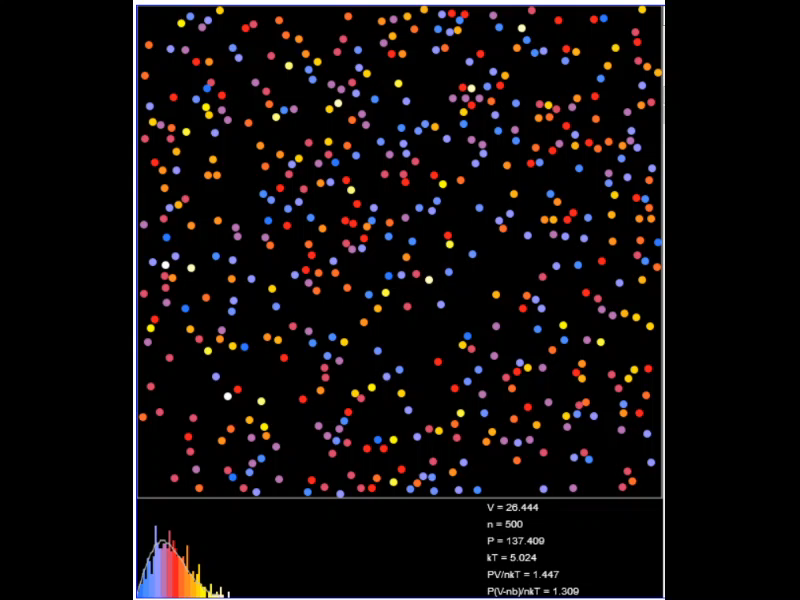 V = 26.444
n = 500
P = 137.409
kT = 5.024
PV/nkT = 1.447
P(V-nb)/nkT = 1.309